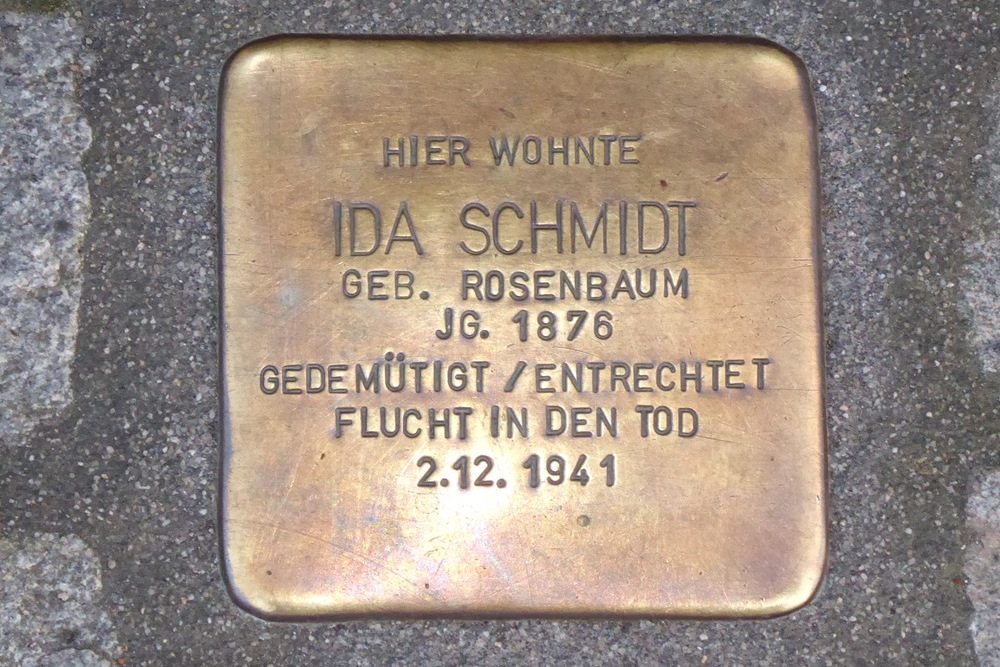 HIER WOHNTE
IDA SCHMIDT
GEB. ROSENBAUM
JG. 1876
GEDEMÜTIGT / ENTRECHTET
FLUCHT IN DEN TOD
2.12. 1941